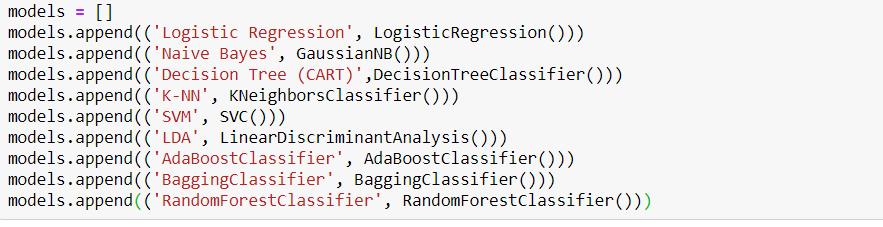 models = []
models.append(('Logistic Regression', LogisticRegression()))
models.append(('Naive Bayes', GaussianNB()))
models.append(('Decision Tree (CART)',DecisionTreeClassifier()))
models.append(('K-NN', KNeighborsClassifier()))
models.append(('SVM', SVC()))
models.append(('LDA', LinearDiscriminantAnalysis()))
models.append(('AdaBoostClassifier', AdaBoostClassifier()))
models.append(('BaggingClassifier', BaggingClassifier()))
models.append(('RandomForestClassifier', RandomForestClassifier()))